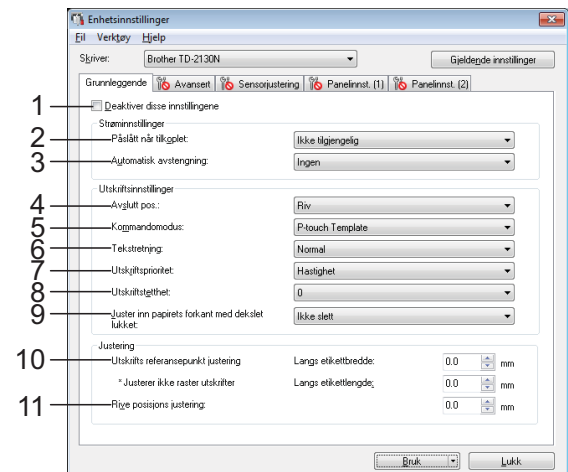 Enhetsinnstillinger
Fil Verktøy Hjelp
Skriver: Brother TD-2130N Gjeldende innstillinger
Grunnleggende Avansert Sensorjustering Panelinnst. (1) Panelinnst. (2)
1 Deaktiver disse innstillingene
Strøminnstillinger
2 Påslått når tilkoplet: Ikke tilgjengelig
3 Automatisk avstengning: Ingen
Utskriftsinnstillinger
4 Avslutt pos.: Riv
5 Kommandomodus: P-touch Template
6 Tekstretning: Normal
7 Utskriftsprioritet: Hastighet
8 Utskriftstetthet: 0
9 Juster inn papirets forkant med dekslet lukket: Ikke slett
Justering
10 Utskrifts referansepunkt justering Langs etikettbredde: 0.0 mm
* Justerer ikke raster utskrifter Langs etikettlengde: 0.0 mm
11 Rive posisjons justering: 0.0 mm
Bruk Lukk